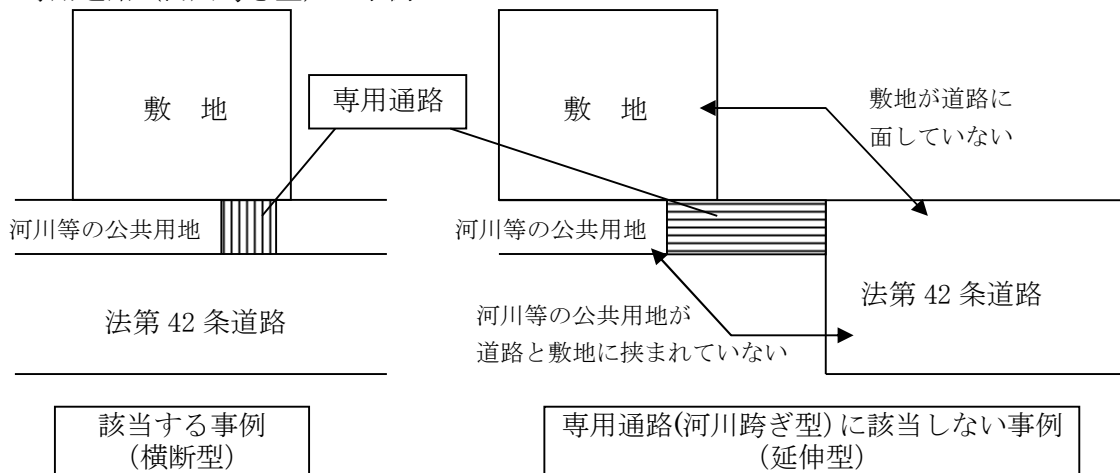 敷 地
専用通路
河川等の公共用地
法第 42 条道路
該当する事例
(横断型)
敷 地
敷地が道路に
面していない
河川等の公共用地
法第 42 条道路
河川等の公共用地が
道路と敷地に挟まれていない
専用通路(河川跨ぎ型)に該当しない事例
(延伸型)